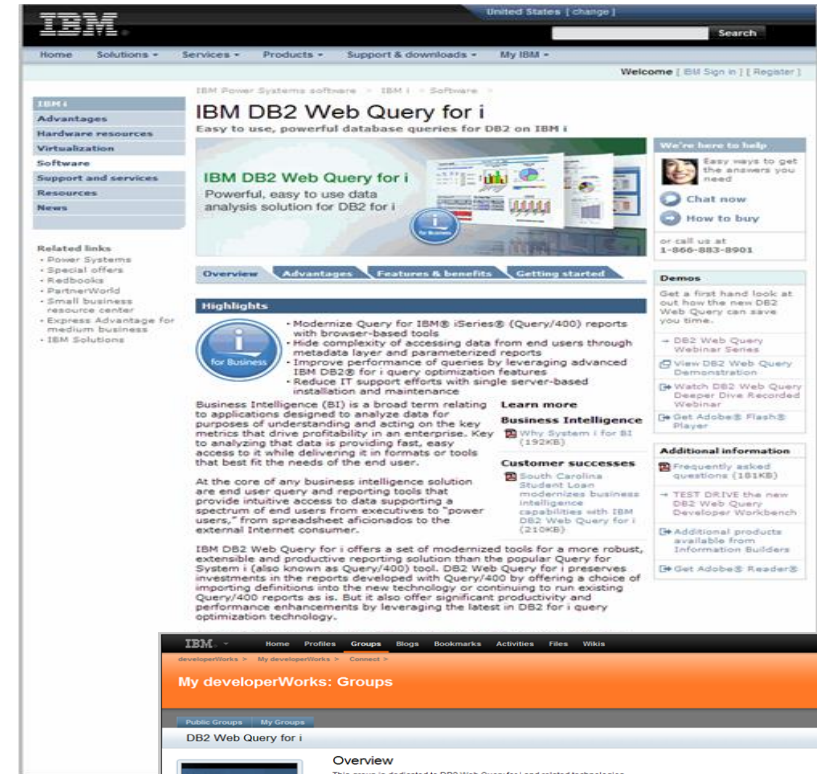 United States [ change ]
IBM
Search
Home Solutions Services Products Support & downloads My IBM
Welcome [ IBM Sign in ] [ Register ]
IBM Power Systems software > IBM i > Software >
IBM i
Advantages
Hardware resources
Virtualization
Software
Support and services
Resources
News
Related links
• Power Systems
• Special offers
• Redbooks
• PartnerWorld
• Small business
resource center
• Express Advantage for
medium business
• IBM Solutions
IBM DB2 Web Query for i
Easy to use, powerful database queries for DB2 on IBM i
IBM DB2 Web Query for i
Powerful, easy to use data
analysis solution for DB2 for i
i
for Business
Overview Advantages Features & benefits Getting started
Highlights
i
for Business
• Modernize Query for IBM® iSeries® (Query/400) reports
with browser-based tools
• Hide complexity of accessing data from end users through
metadata layer and parameterized reports
• Improve performance of queries by leveraging advanced
IBM DB2® for i query optimization features
• Reduce IT support efforts with single server-based
installation and maintenance
Business Intelligence (BI) is a broad term relating
to applications designed to analyze data for
purposes of understanding and acting on the key
metrics that drive profitability in an enterprise. Key
to analyzing that data is providing fast, easy
access to it while delivering it in formats or tools
that best fit the needs of the end user.
At the core of any business intelligence solution
are end user query and reporting tools that
provide intuitive access to data supporting a
spectrum of end users from executives to "power
users," from spreadsheet aficionados to the
external Internet consumer.
Learn more
Business Intelligence
Why System i for BI
(192KB)
Customer successes
South Carolina
Student Loan
modernizes business
intelligence
capabilities with IBM
DB2 Web Query for i
(210KB)
IBM DB2 Web Query for i offers a set of modernized tools for a more robust,
extensible and productive reporting solution than the popular Query for
System i (also known as Query/400) tool. DB2 Web Query for i preserves
investments in the reports developed with Query/400 by offering a choice of
importing definitions into the new technology or continuing to run existing
Query/400 reports as is. But it also offer significant productivity and
performance enhancements by leveraging the latest in DB2 for i query
optimization technology.
We're here to help
Easy ways to get
the answers you
need
Chat now
How to buy
or call us at
1-866-883-8901
Demos
Get a first hand look at
out how the new DB2
Web Query can save
you time.
→ DB2 Web Query
Webinar Series
View DB2 Web Query
Demonstration
Watch DB2 Web Query
Deeper Dive Recorded
Webinar
Get Adobe® Flash®
Player
Additional information
Frequently asked
questions (181KB)
→ TEST DRIVE the new
DB2 Web Query
Developer Workbench
Additional products
available from
Information Builders
Get Adobe® Reader®
IBM Home Profiles Groups Blogs Bookmarks Activities Files Wikis
developerWorks > My developerWorks > Connect >
My developerWorks: Groups
Public Groups My Groups
DB2 Web Query for i
Overview
This group is dedicated to DB2 Web Query for i and related technologies